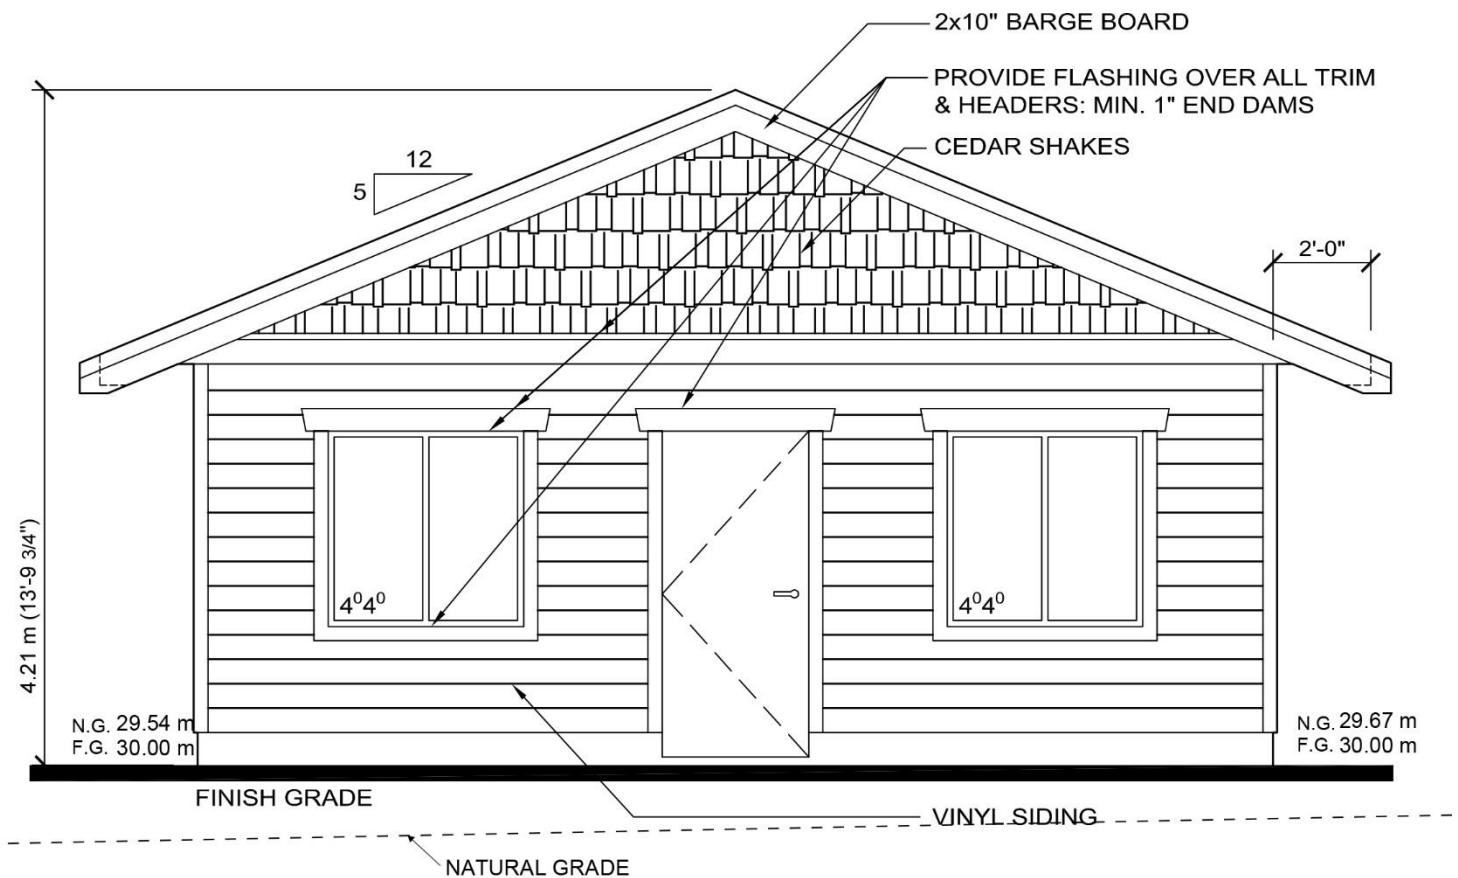 2x10" BARGE BOARD
PROVIDE FLASHING OVER ALL TRIM
& HEADERS: MIN. 1" END DAMS
CEDAR SHAKES
12
5
2'-0"
4.21 m (13'-9 3/4")
4⁰4⁰
4⁰4⁰
N.G. 29.54 m
F.G. 30.00 m
N.G. 29.67 m
F.G. 30.00 m
FINISH GRADE
VINYL SIDING
NATURAL GRADE